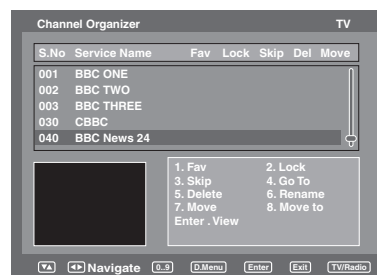 Channel Organizer TV
S.No Service Name Fav Lock Skip Del Move
001 BBC ONE
002 BBC TWO
003 BBC THREE
030 CBBC
040 BBC News 24
1. Fav 2. Lock
3. Skip 4. Go To
5. Delete 6. Rename
7. Move 8. Move to
Enter . View
Navigate 0..9 D.Menu Enter Exit TV/Radio